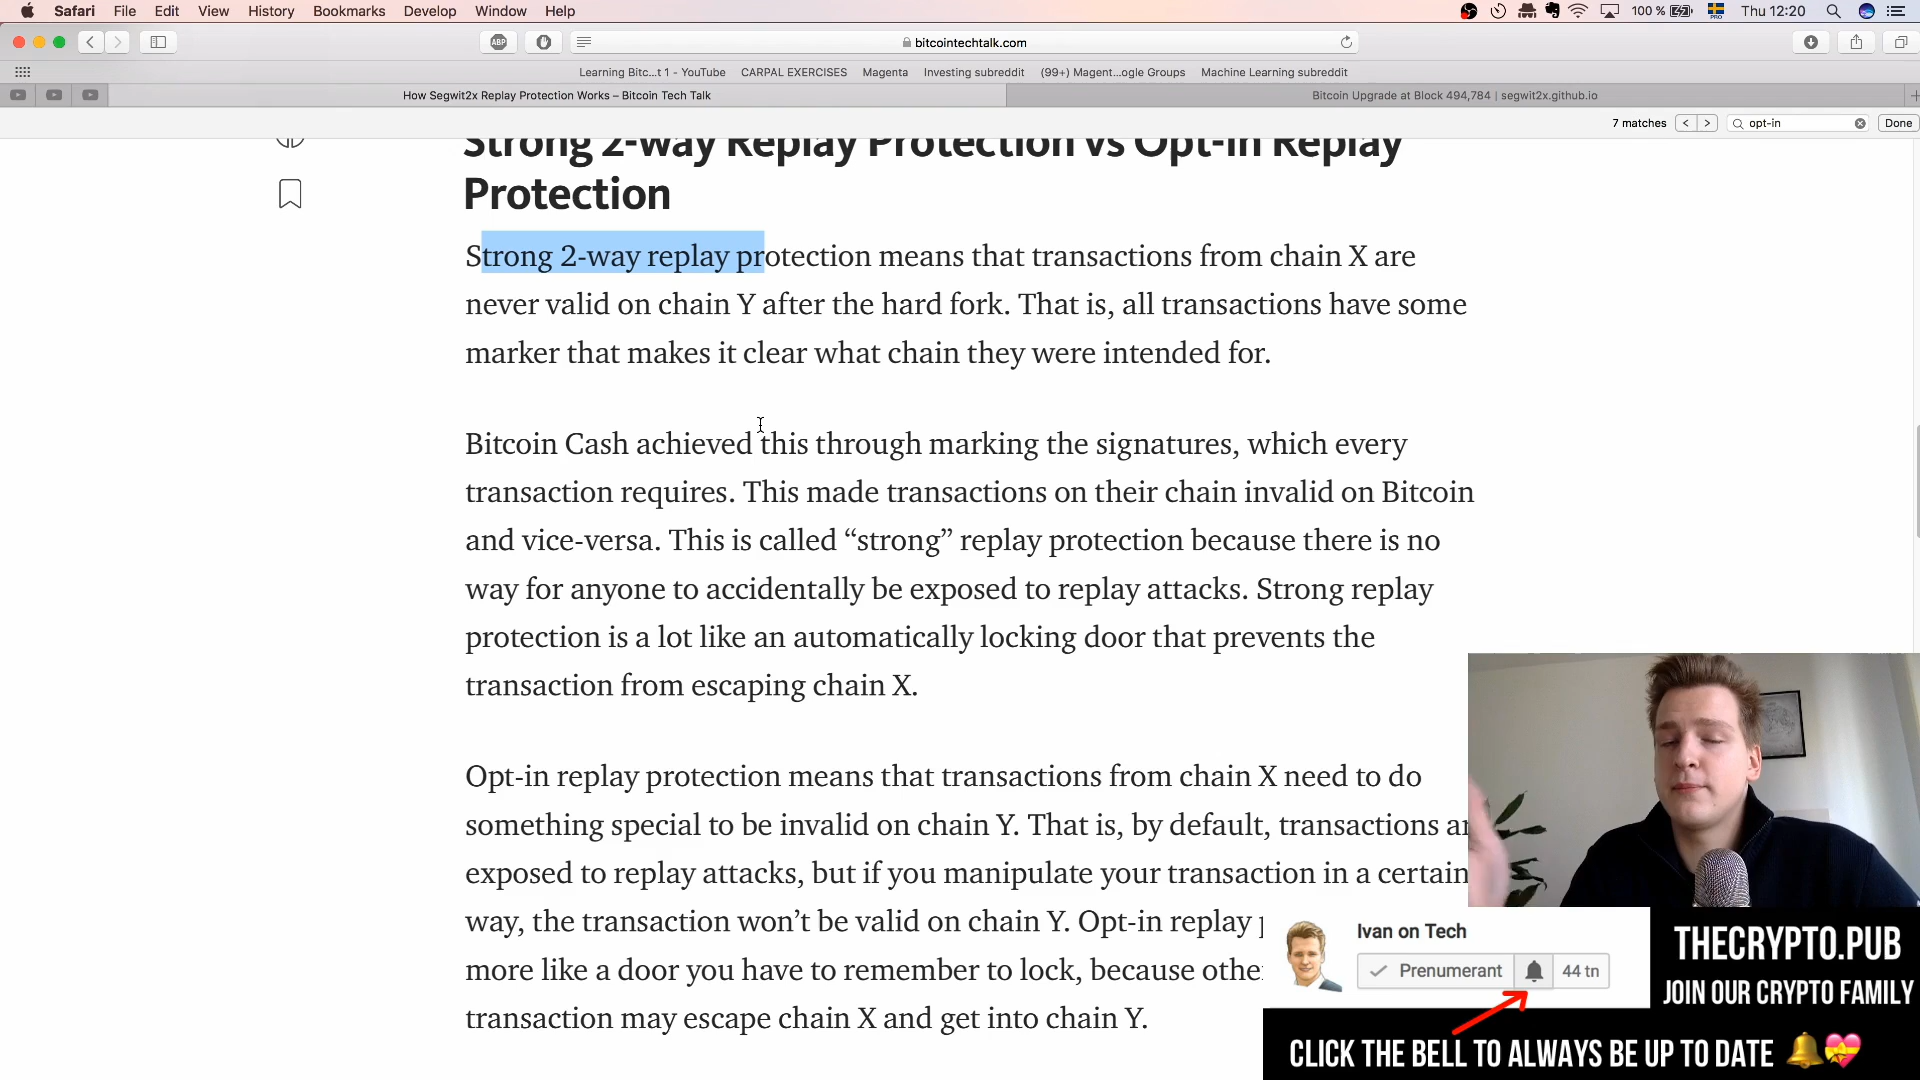 Safari File Edit View History Bookmarks Develop Window Help 100 % PRO Thu 12:20
ABP bitcointechtalk.com
Learning Bitc...t 1 - YouTube CARPAL EXERCISES Magenta Investing subreddit (99+) Magent...ogle Groups Machine Learning subreddit
How Segwit2x Replay Protection Works – Bitcoin Tech Talk Bitcoin Upgrade at Block 494,784 | segwit2x.github.io
7 matches < > opt-in Done
Strong 2-way Replay Protection vs Opt-in Replay
Protection
Strong 2-way replay protection means that transactions from chain X are
never valid on chain Y after the hard fork. That is, all transactions have some
marker that makes it clear what chain they were intended for.
Bitcoin Cash achieved this through marking the signatures, which every
transaction requires. This made transactions on their chain invalid on Bitcoin
and vice-versa. This is called “strong” replay protection because there is no
way for anyone to accidentally be exposed to replay attacks. Strong replay
protection is a lot like an automatically locking door that prevents the
transaction from escaping chain X.
Opt-in replay protection means that transactions from chain X need to do
something special to be invalid on chain Y. That is, by default, transactions
exposed to replay attacks, but if you manipulate your transaction in a certain
way, the transaction won’t be valid on chain Y. Opt-in replay
more like a door you have to remember to lock, because
transaction may escape chain X and get into chain Y.
Ivan on Tech
Prenumerant 44 tn
THECRYPTO.PUB
JOIN OUR CRYPTO FAMILY
CLICK THE BELL TO ALWAYS BE UP TO DATE